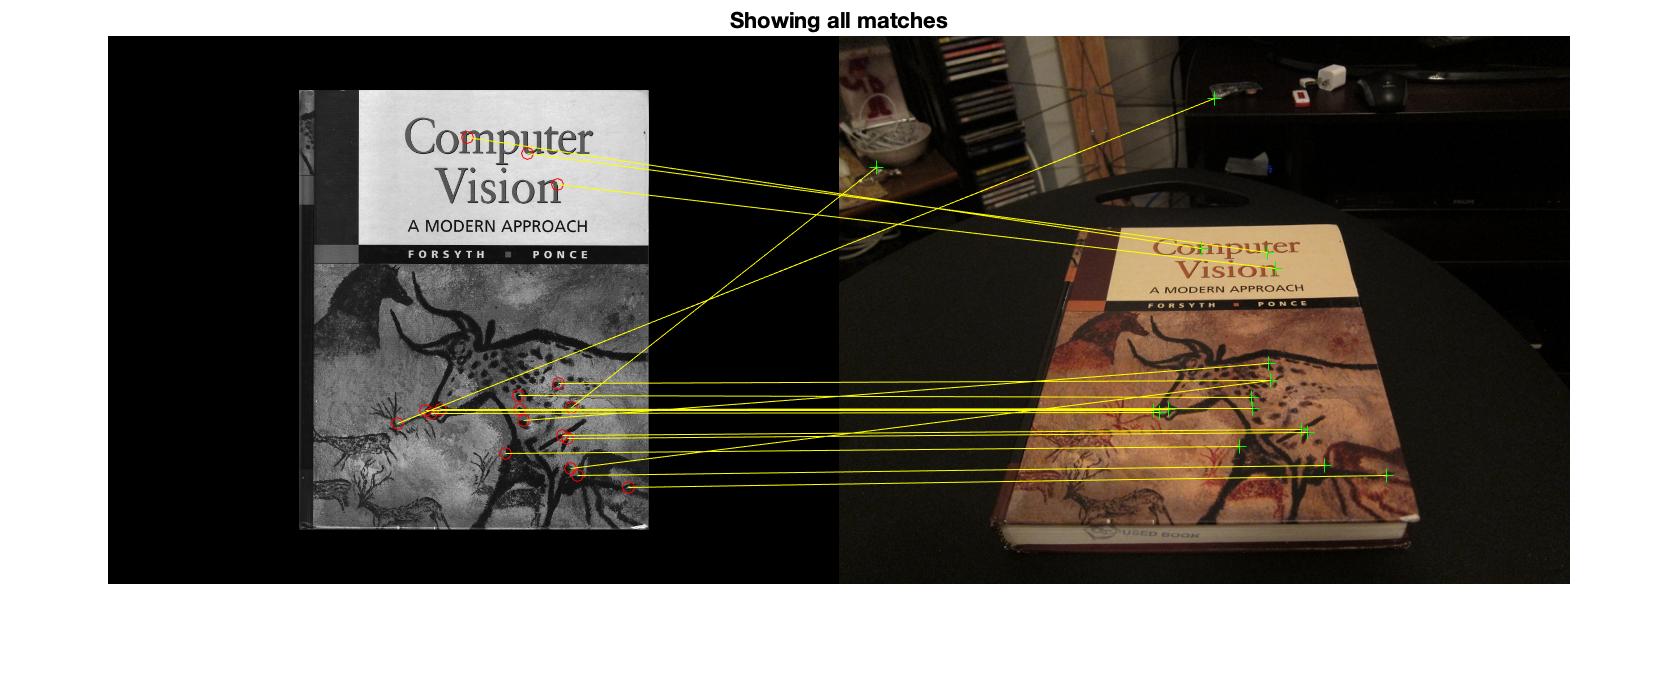 Showing all matches
Computer
Vision
A MODERN APPROACH
FORSYTH ■ PONCE
Computer
Vision
A MODERN APPROACH
FORSYTH ■ PONCE
USED BOOK